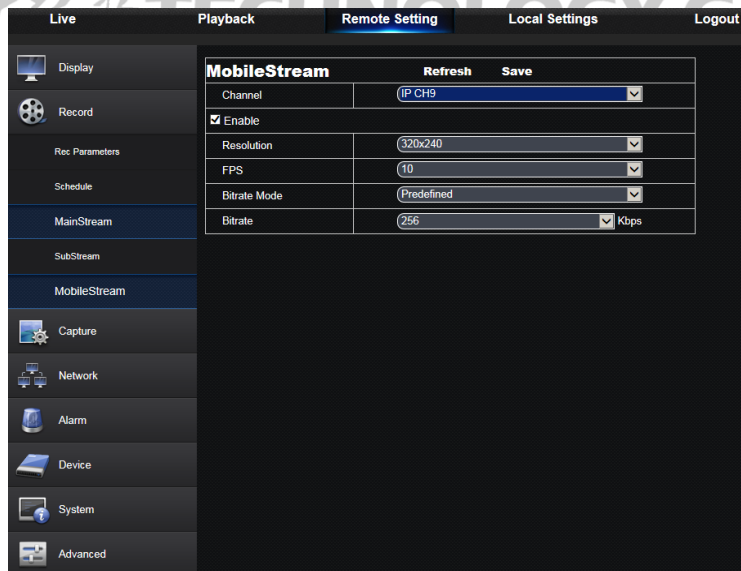 TECHNOLOGY
Live Playback Remote Setting Local Settings Logout
Display
Record
Rec Parameters
Schedule
MainStream
SubStream
MobileStream
Capture
Network
Alarm
Device
System
Advanced
MobileStream Refresh Save
Channel IP CH9
Enable
Resolution 320x240
FPS 10
Bitrate Mode Predefined
Bitrate 256 Kbps